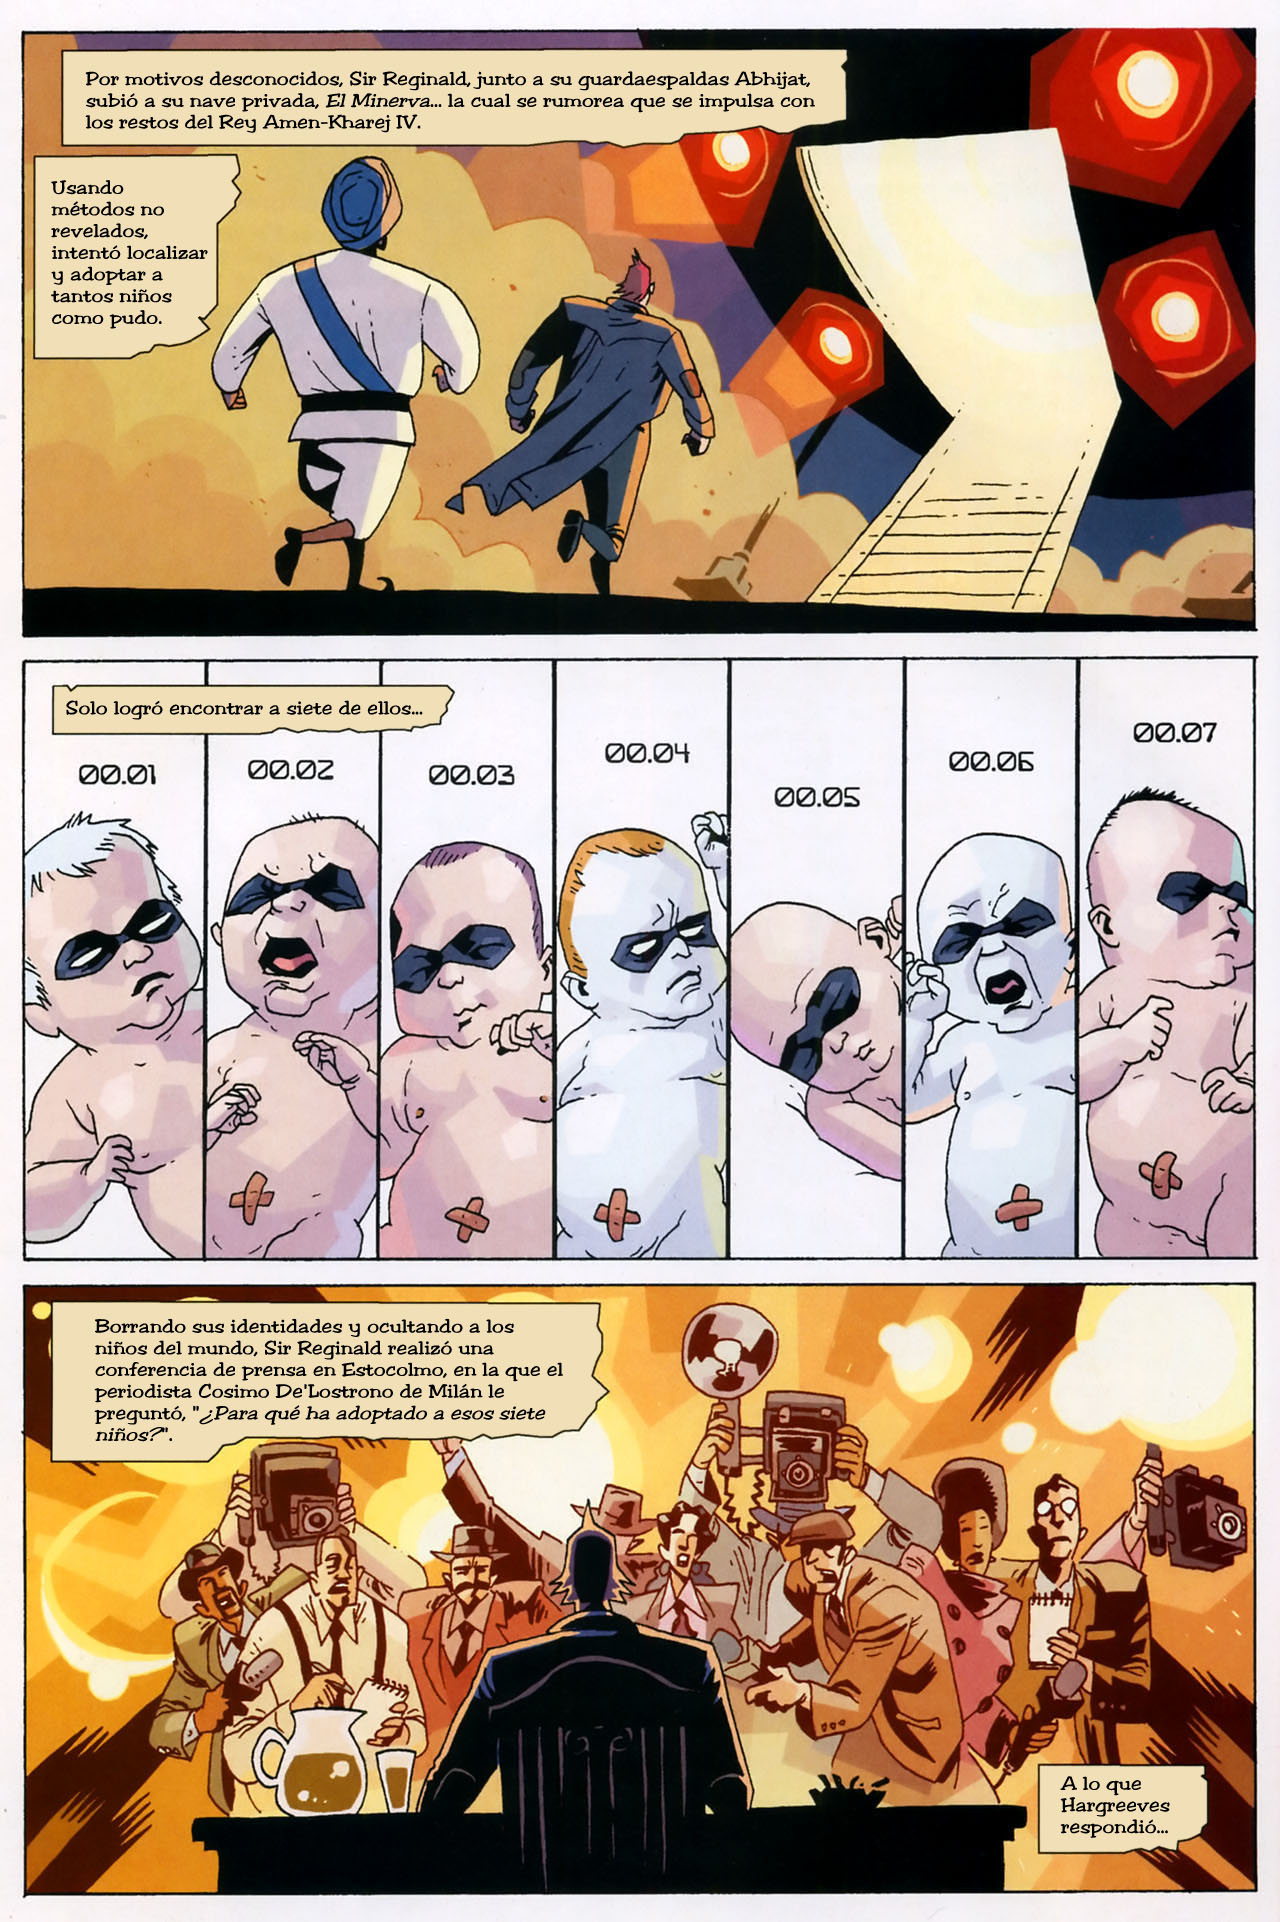 Por motivos desconocidos, Sir Reginald, junto a su guardaespaldas Abhijat,
subió a su nave privada, El Minerva... la cual se rumorea que se impulsa con
los restos del Rey Amen-Kharej IV.
Usando
métodos no
revelados,
intentó localizar
y adoptar a
tantos niños
como pudo.
Solo logró encontrar a siete de ellos...
00.01
00.02
00.03
00.04
00.05
00.06
00.07
Borrando sus identidades y ocultando a los
niños del mundo, Sir Reginald realizó una
conferencia de prensa en Estocolmo, en la que el
periodista Cosimo De'Lostrono de Milán le
preguntó, "¿Para qué ha adoptado a esos siete
niños?".
A lo que
Hargreeves
respondió...